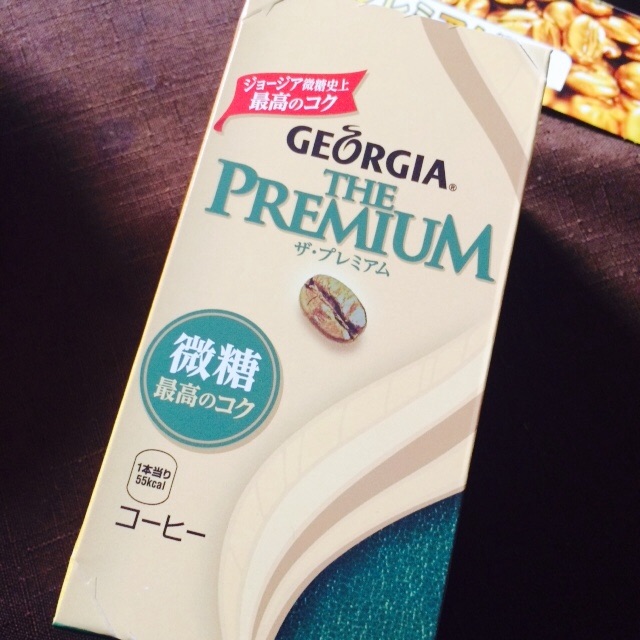 ジョージア微糖史上
最高のコク
GEORGIA®
THE
PREMIUM
ザ・プレミアム
微糖
最高のコク
1本当り
55kcal
コーヒー